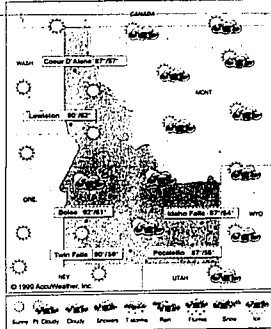 CANADA
WASH
Coeur D'Alene 87°/57°
MONT
Lewiston 90°/62°
ORE.
Boise 92°/61°
Idaho Falls 87°/54°
WYO
Twin Falls 90°/58°
Pocatello 87°/58°
NEV
UTAH
© 1999 AccuWeather, Inc.
Sunny Pt. Cloudy Cloudy Showers T-storms Rain Flurries Snow Ice